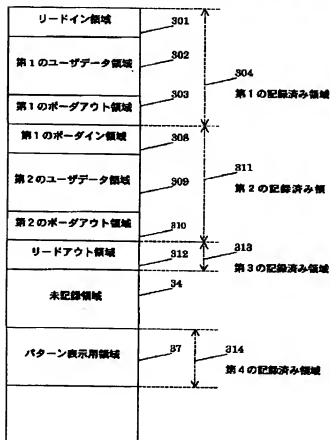 リードイン領域
301
第1のユーザデータ領域
302
304
第1のボーダアウト領域
303
第1の記録済み領域
第1のボーダイン領域
308
311
第2のユーザデータ領域
309
第2の記録済み領
第2のボーダアウト領域
310
リードアウト領域
312
313
第3の記録済み領域
未記録領域
34
パターン表示用領域
37
314
第4の記録済み領域